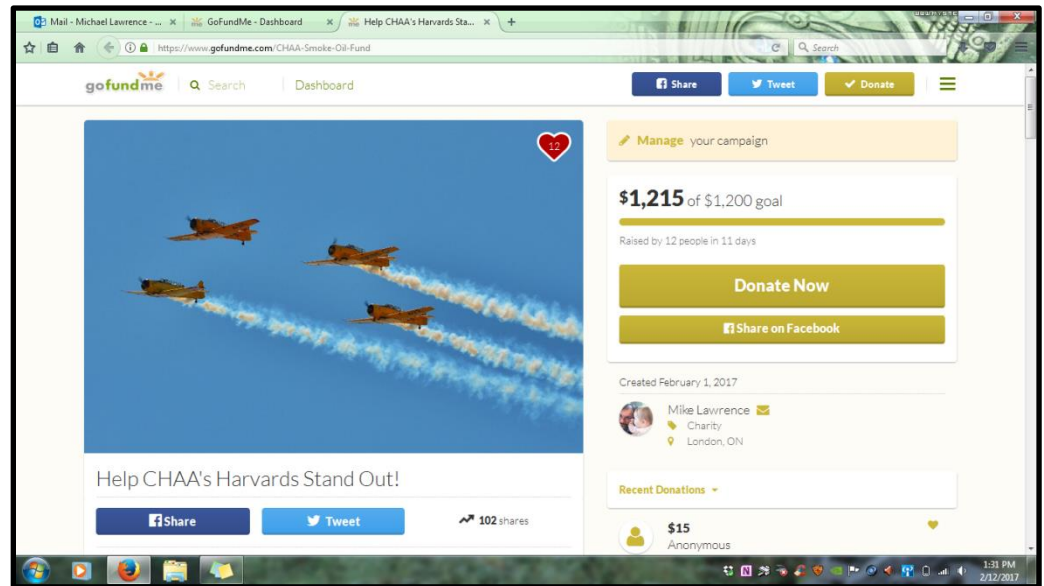 Mail - Michael Lawrence - ...
GoFundMe - Dashboard
Help CHAA's Harvards Sta...
https://www.gofundme.com/CHAA-Smoke-Oil-Fund
Search
gofundme
Search
Dashboard
Share
Tweet
Donate
12
Manage your campaign
$1,215 of $1,200 goal
Raised by 12 people in 11 days
Donate Now
Share on Facebook
Created February 1, 2017
Mike Lawrence
Charity
London, ON
Help CHAA's Harvards Stand Out!
Share
Tweet
102 shares
Recent Donations
$15
Anonymous
1:31 PM
2/12/2017